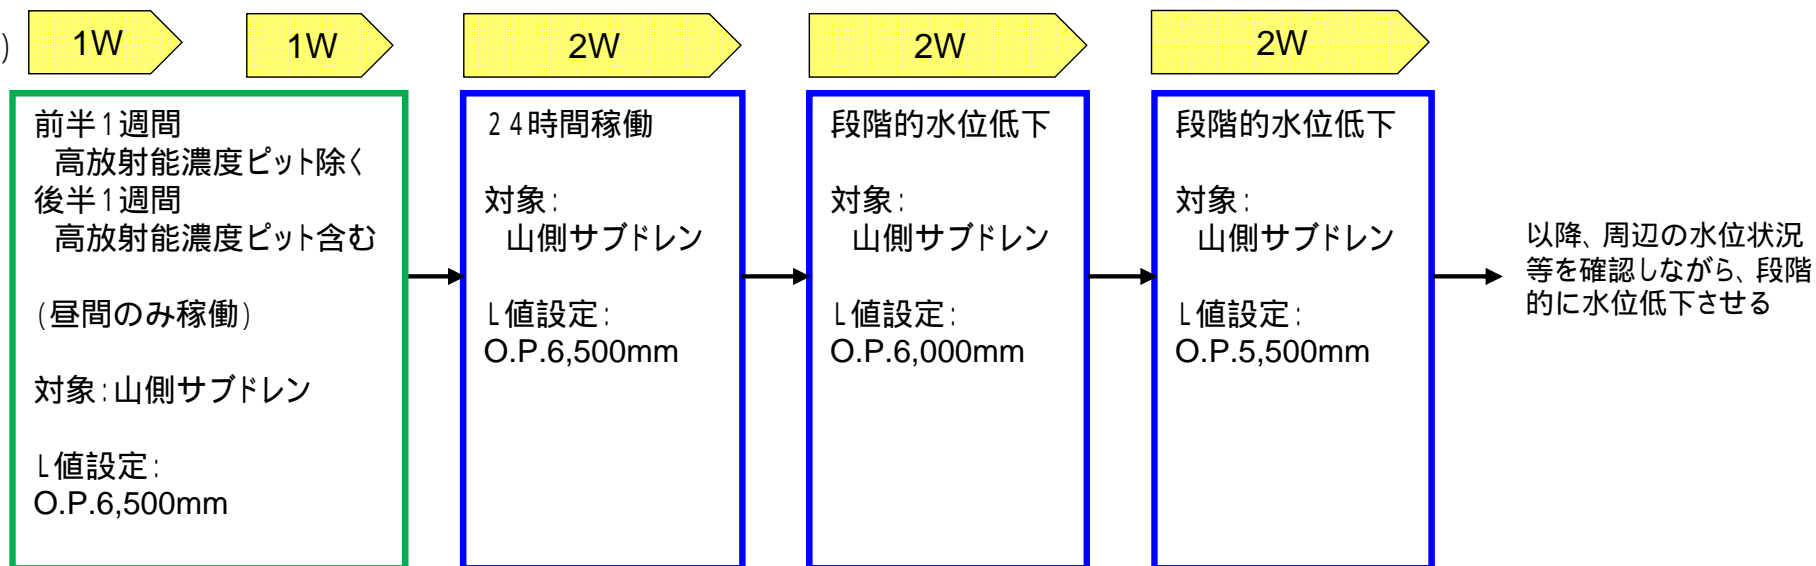 )
1W
1W
2W
2W
2W
前半1週間
高放射能濃度ピット除く
後半1週間
高放射能濃度ピット含む
(昼間のみ稼働)
対象:山側サブドレン
L値設定:
O.P.6,500mm
24時間稼働
対象:
山側サブドレン
L値設定:
O.P.6,500mm
段階的水位低下
対象:
山側サブドレン
L値設定:
O.P.6,000mm
段階的水位低下
対象:
山側サブドレン
L値設定:
O.P.5,500mm
以降、周辺の水位状況
等を確認しながら、段階
的に水位低下させる